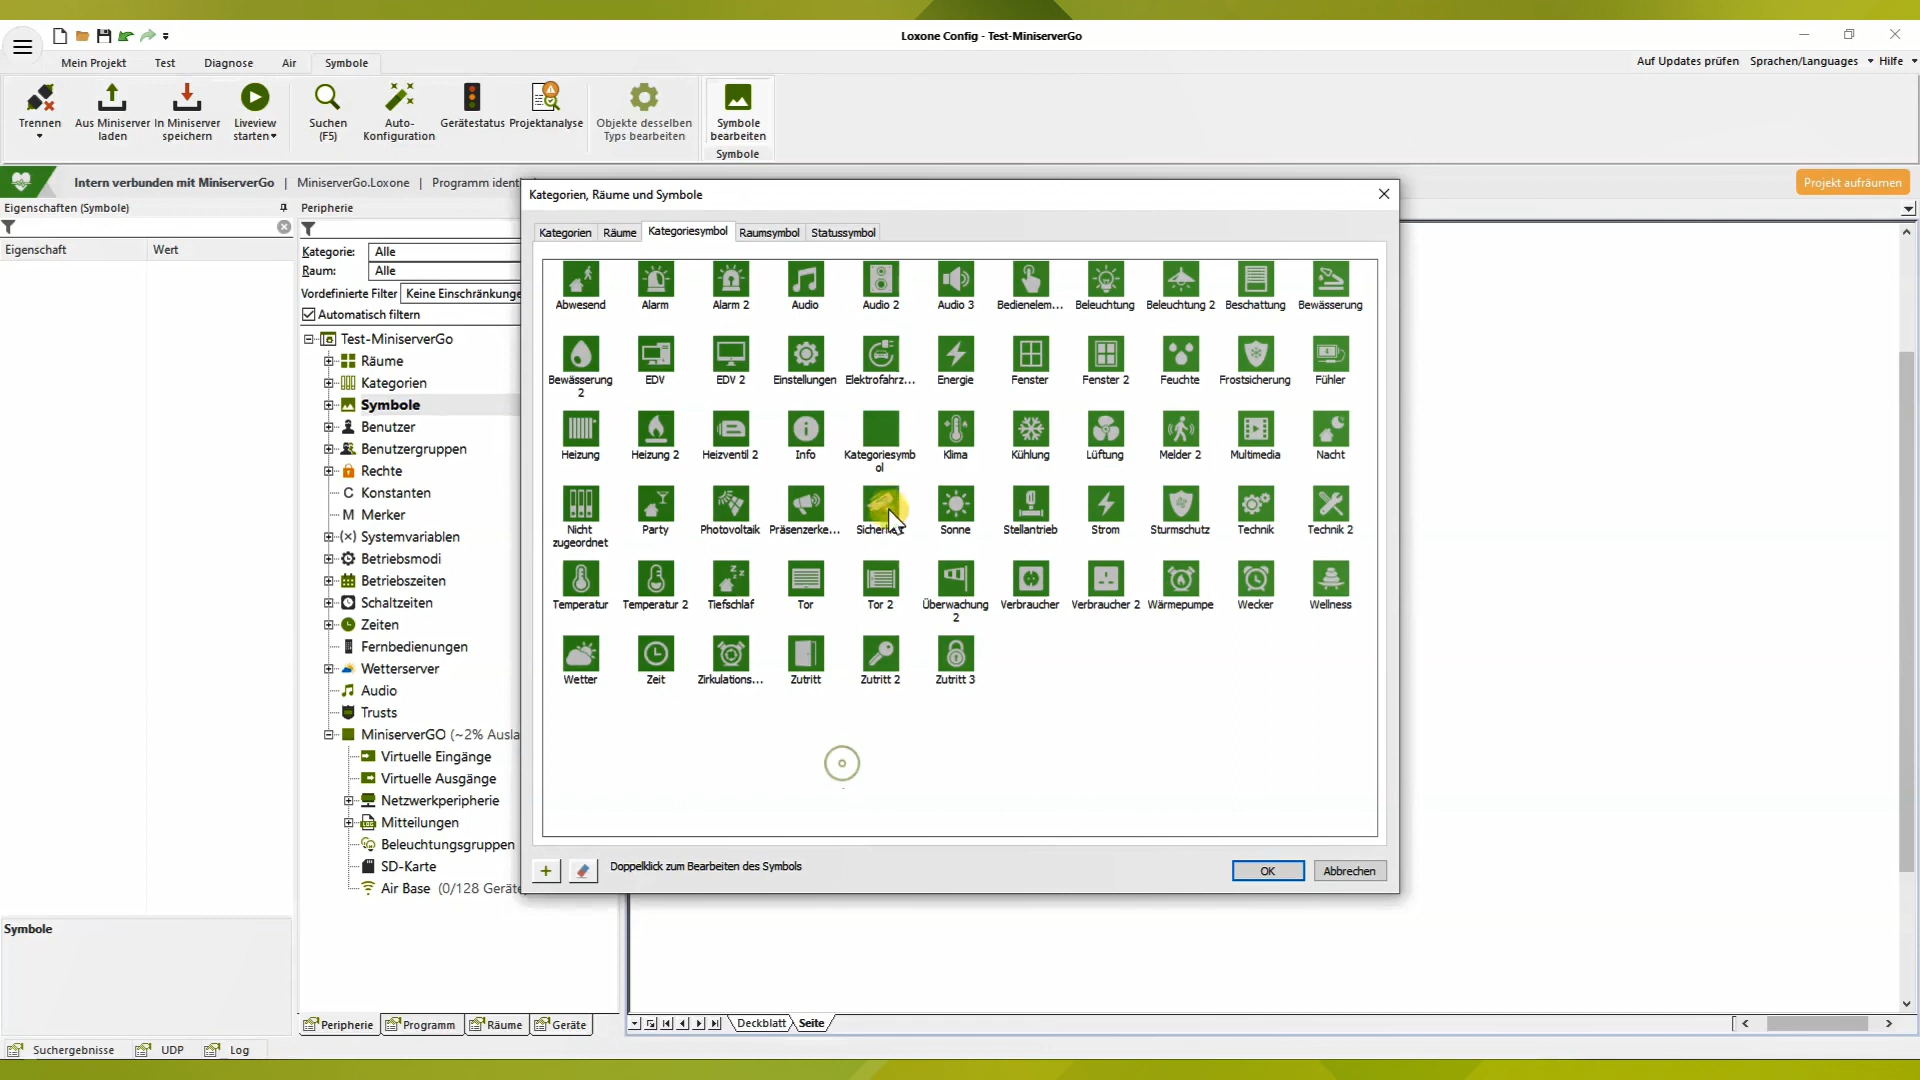 Loxone Config - Test-MiniserverGo
Mein Projekt
Test
Diagnose
Air
Symbole
Auf Updates prüfen
Sprachen/Languages
Hilfe
Trennen
Aus Miniserver
laden
In Miniserver
speichern
Liveview
starten
Suchen
(F5)
Auto-
Konfiguration
Gerätestatus
Projektanalyse
Objekte desselben
Typs bearbeiten
Symbole
bearbeiten
Symbole
Intern verbunden mit MiniserverGo | MiniserverGo.Loxone | Programm
Projekt aufräumen
Eigenschaften (Symbole)
Eigenschaft
Wert
Symbole
Peripherie
Kategorie:
Alle
Raum:
Alle
Vordefinierte Filter
Keine Einschränkunge
Automatisch filtern
Test-MiniserverGo
Räume
Kategorien
Symbole
Benutzer
Benutzergruppen
Rechte
C Konstanten
M Merker
(×) Systemvariablen
Betriebsmodi
Betriebszeiten
Schaltzeiten
Zeiten
Fernbedienungen
Wetterserver
Audio
Trusts
MiniserverGO (~2% Ausla
Virtuelle Eingänge
Virtuelle Ausgänge
Netzwerkperipherie
Mitteilungen
Beleuchtungsgruppen
SD-Karte
Air Base (0/128 Geräte
Kategorien, Räume und Symbole
Kategorien
Räume
Kategoriesymbol
Raumsymbol
Statussymbol
Abwesend
Alarm
Alarm 2
Audio
Audio 2
Audio 3
Bedienelem...
Beleuchtung
Beleuchtung 2
Beschattung
Bewässerung
Bewässerung
2
EDV
EDV 2
Einstellungen
Elektrofahrz...
Energie
Fenster
Fenster 2
Feuchte
Frostsicherung
Fühler
Heizung
Heizung 2
Heizventil 2
Info
Kategoriesymb
ol
Klima
Kühlung
Lüftung
Melder 2
Multimedia
Nacht
Nicht
zugeordnet
Party
Photovoltaik
Präsenzerke...
Sonne
Stellantrieb
Strom
Sturmschutz
Technik
Technik 2
Temperatur
Temperatur 2
Tiefschlaf
Tor
Tor 2
Überwachung
2
Verbraucher
Verbraucher 2
Wärmepumpe
Wecker
Wellness
Wetter
Zeit
Zirkulations...
Zutritt
Zutritt 2
Zutritt 3
Doppelklick zum Bearbeiten des Symbols
OK
Abbrechen
Peripherie
Programm
Räume
Geräte
Deckblatt
Seite
Suchergebnisse
UDP
Log